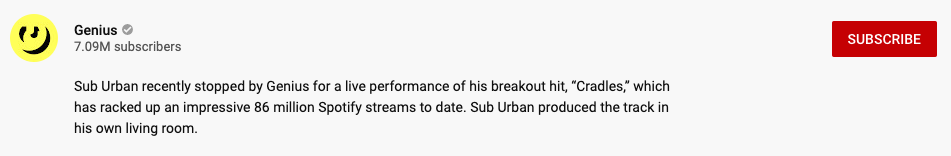 Genius
7.09M subscribers
SUBSCRIBE
Sub Urban recently stopped by Genius for a live performance of his breakout hit, “Cradles,” which
has racked up an impressive 86 million Spotify streams to date. Sub Urban produced the track in
his own living room.